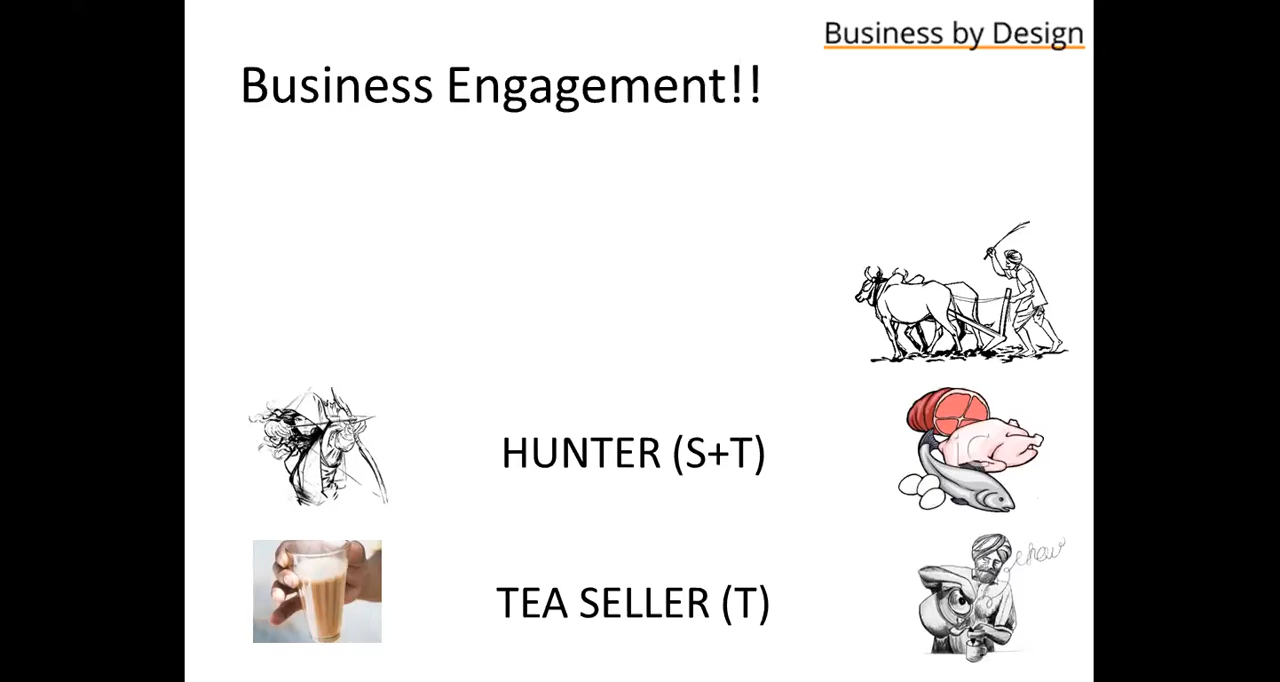 Business by Design
Business Engagement!!
HUNTER (S+T)
TEA SELLER (T)